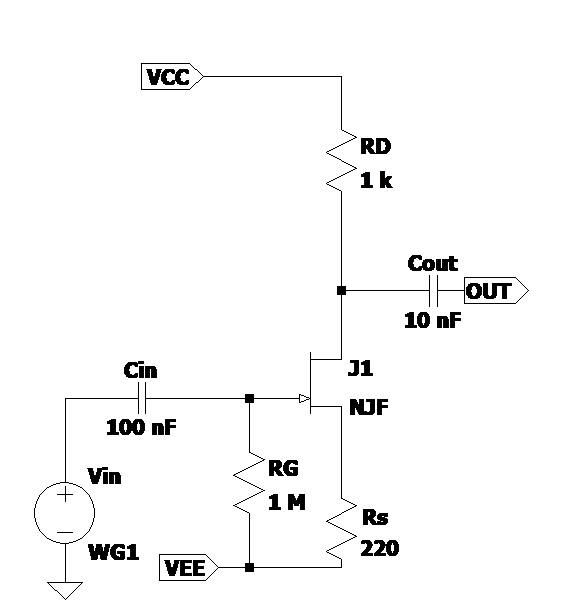 VCC
RD
1 k
Cout
OUT
10 nF
Cin
J1
100 nF
NJF
RG
Vin
1 M
Rs
WG1
220
VEE